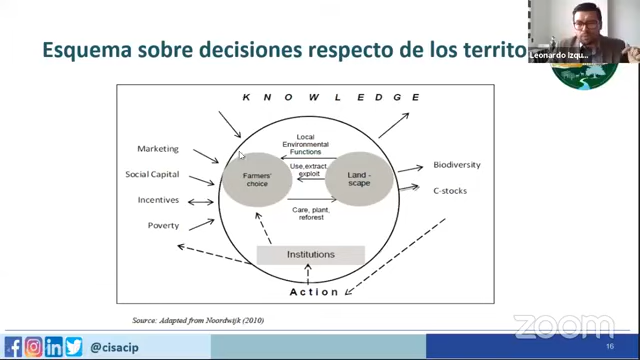 Leonardo Izqu...
Esquema sobre decisiones respecto de los territo
K N O W L E D G E
Local
Environmental
Functions
Marketing
Use,extract,
exploit
Farmers'
choice
Land -
scape
Biodiversity
Social Capital
C-stocks
Incentives
Care, plant,
reforest
Poverty
Institutions
Action
Source: Adapted from Noordwijk (2010)
zoom
@cisacip
16